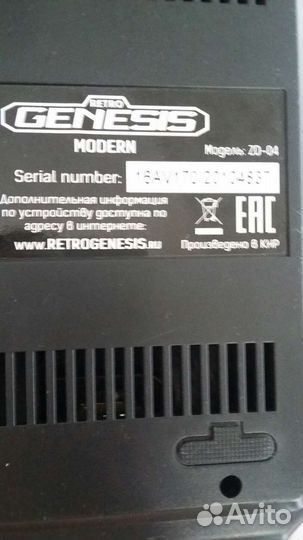 RETRO
GENESIS
MODERN
Модель: ZD-04
Serial number:
Дополнительная информация
по устройству доступна по
адресу в интернете:
www.RETROGENESIS.RU
EAC
Произведено в КНР
Avito